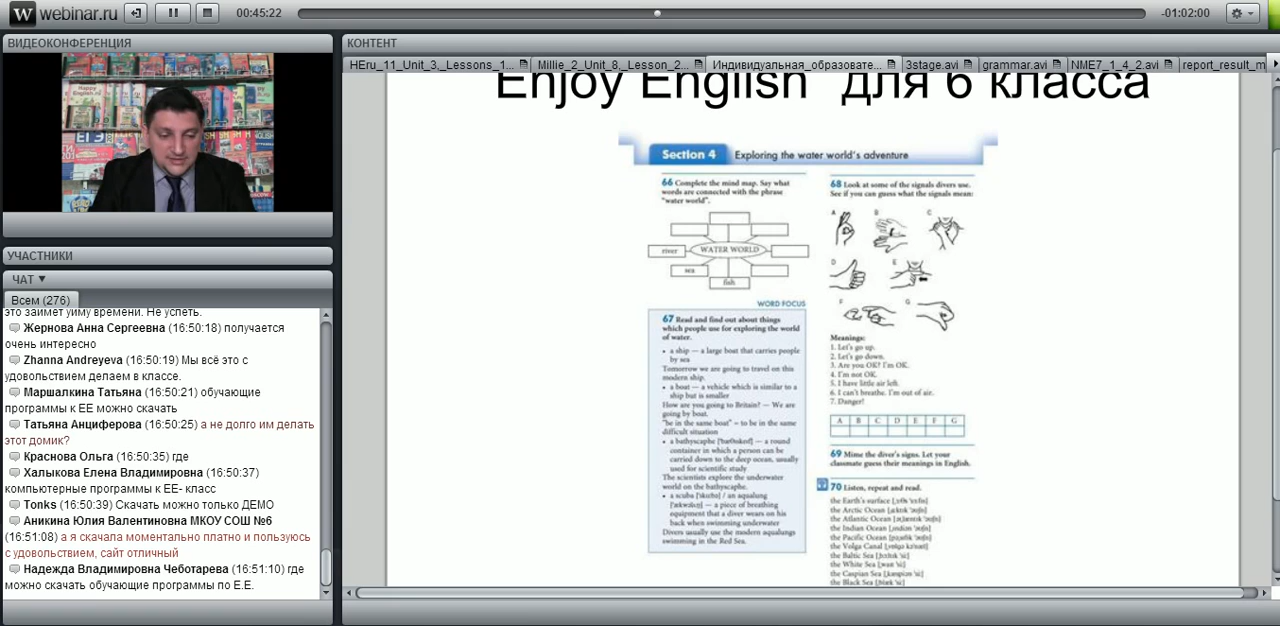 webinar.ru
00:45:22
-01:02:00
ВИДЕОКОНФЕРЕНЦИЯ
УЧАСТНИКИ
ЧАТ
Всем (276)
это займет уйму времени. Не успеть.
Жернова Анна Сергеевна (16:50:18) получается
очень интересно
Zhanna Andreyeva (16:50:19) Мы всё это с
удовольствием делаем в классе
Маршалкина Татьяна (16:50:21) обучающие
программы к ЕЕ можно скачать
Татьяна Анциферова (16:50:25) а не долго им делать
этот домик?
Краснова Ольга (16:50:35) где
Хальзова Елена Владимировна (16:50:37)
компьютерные программы к ЕЕ- класс
Tonks (16:50:39) Скачать можнотолько ДЕМО
Аникина Юлия Валентиновна МКОУ СОШ №6
(16:51:08) а я скачала моментально платно и пользуюсь
с удовольствием, сайт отличный
Надежда Владимировна Чеботарева (16:51:10) где
можно скачать обучающие программы по Е.Е.
КОНТЕНТ
HEru_11_Unit_3,_Lessons_1...
Millie_2_Unit_8,_Lesson_2...
Индивидуальная_образовате...
3stage.avi
grammar.avi
NME7_1_4_2.avi
report_result_m
Enjoy English для 6 класса
Section 4 Exploring the water world's adventure
66 Complete the mind map. Say what
words are connected with the phrase
"water world".
river
WATER WORLD
sea
fish
WORD FOCUS
67 Read and find out about things
which people use for exploring the world
of water.
• a ship — a large boat that carries people
by sea
Tomorrow we are going to travel on this
modern ship.
• a boat — a vehicle which is similar to a
ship but is smaller
How are you going to Britain? — We are
going by boat.
"be in the same boat" – to be in the same
difficult situation
• a bathyscaphe — a round
container in which a person can be
carried down to the deep ocean, usually
used for scientific study
The scientists explore the underwater
world on the bathyscaphe.
• a scuba / an aqualung
— a piece of breathing
equipment that a diver wears on his
back when swimming underwater
Divers usually use the modern aqualungs
swimming in the Red Sea.
68 Look at some of the signals divers use.
See if you can guess what the signals mean:
A B C
D E
F G
Meanings:
1. Let's go up.
2. Let's go down.
3. Are you OK? I'm OK.
4. I'm not OK.
5. I have little air left.
6. I can't breathe. I'm out of air.
7. Danger!
A B C D E F G
69 Mime the diver's signs. Let your
classmate guess their meanings in English.
70 Listen, repeat and read.
the Earth's surface
the Arctic Ocean
the Atlantic Ocean
the Indian Ocean
the Pacific Ocean
the Volga Canal
the Baltic Sea
the White Sea
the Caspian Sea
the Black Sea